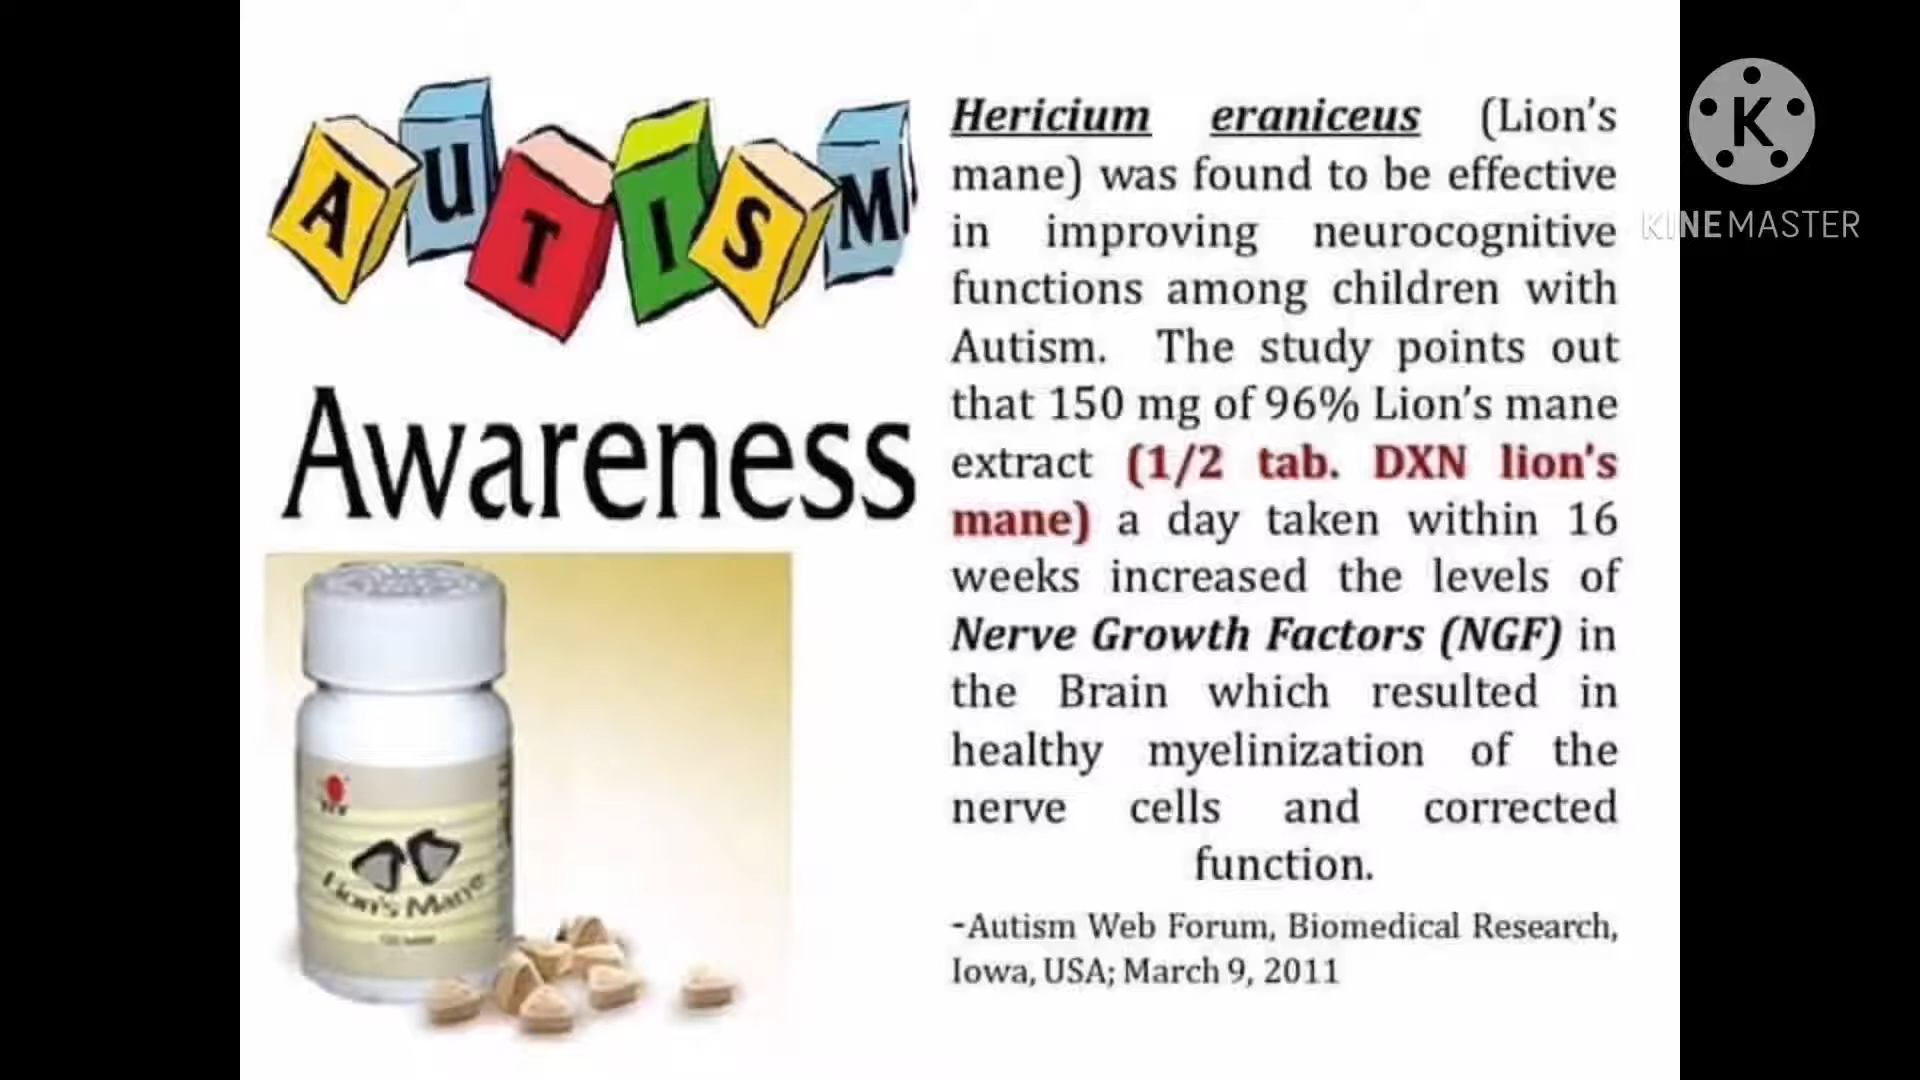 AUTISM
Awareness
Lion's Mane
Hericium eraniceus (Lion's
mane) was found to be effective
in improving neurocognitive
functions among children with
Autism. The study points out
that 150 mg of 96% Lion's mane
extract (1/2 tab. DXN lion's
mane) a day taken within 16
weeks increased the levels of
Nerve Growth Factors (NGF) in
the Brain which resulted in
healthy myelinization of the
nerve cells and corrected
function.
-Autism Web Forum, Biomedical Research,
Iowa, USA; March 9, 2011
K
KINEMASTER